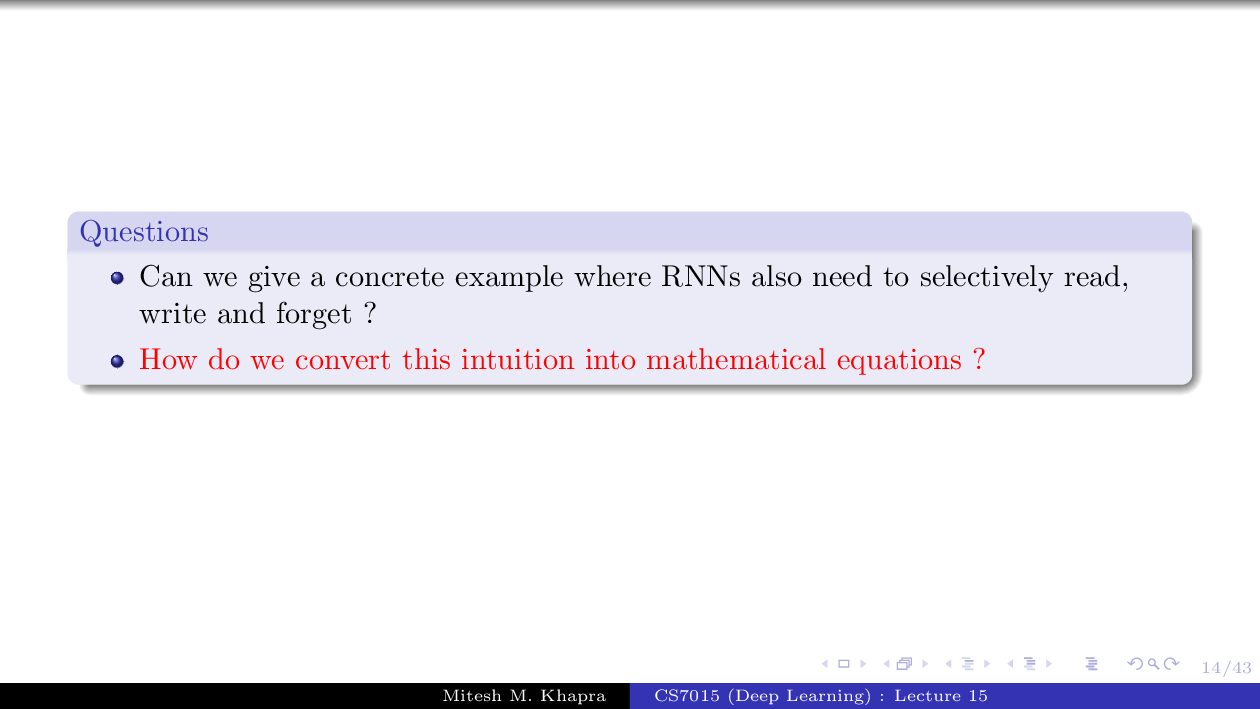 Questions
Can we give a concrete example where RNNs also need to selectively read,
write and forget ?
How do we convert this intuition into mathematical equations ?
14/43
Mitesh M. Khapra
CS7015 (Deep Learning) : Lecture 15